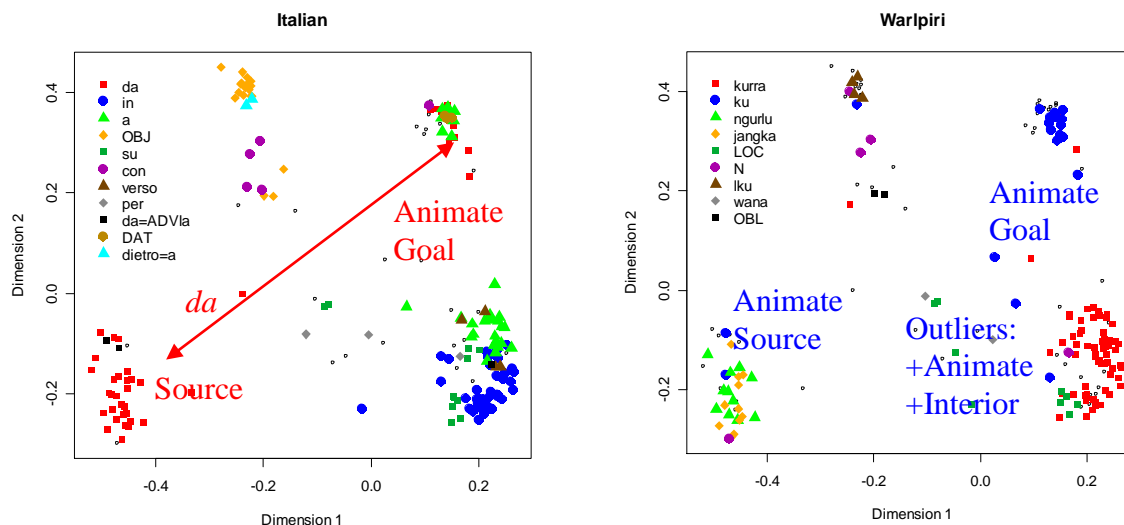 Italian
da
in
a
OBJ
su
con
verso
per
da=ADVla
DAT
dietro=a
Animate
Goal
da
Source
0.4
0.2
0.0
-0.2
Dimension 2
-0.4
-0.2
0.0
0.2
Dimension 1
Warlpiri
kurra
ku
ngurlu
jangka
LOC
N
lku
wana
OBL
Animate
Goal
Animate
Source
Outliers:
+Animate
+Interior
0.4
0.2
0.0
-0.2
Dimension 2
-0.4
-0.2
0.0
0.2
Dimension 1